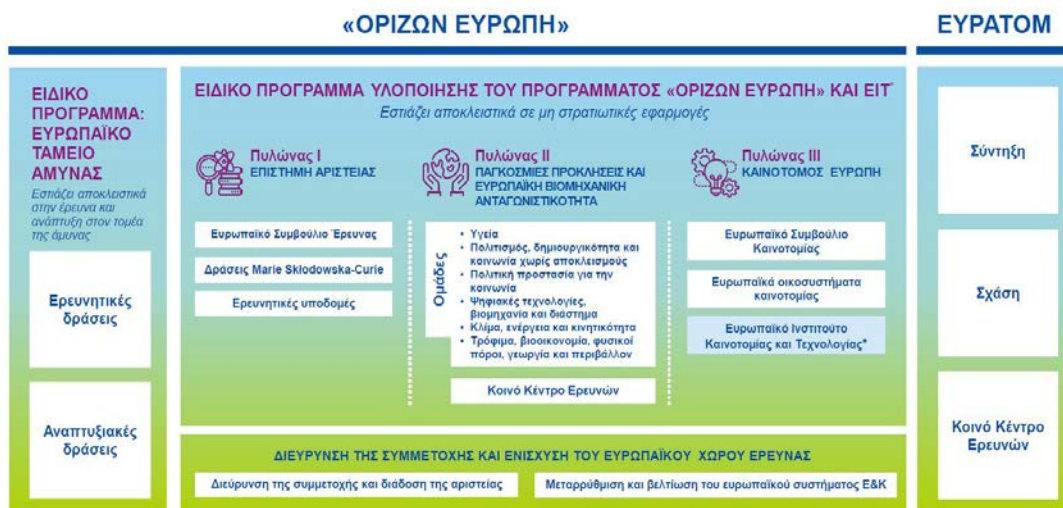 «ΟΡΙΖΩΝ ΕΥΡΩΠΗ»
ΕΥΡΑΤΟΜ
ΕΙΔΙΚΟ
ΠΡΟΓΡΑΜΜΑ:
ΕΥΡΩΠΑΪΚΟ
ΤΑΜΕΙΟ
ΑΜΥΝΑΣ
Εστιάζει αποκλειστικά
στην έρευνα και
ανάπτυξη στον τομέα
της άμυνας
Ερευνητικές
δράσεις
Αναπτυξιακές
δράσεις
ΕΙΔΙΚΟ ΠΡΟΓΡΑΜΜΑ ΥΛΟΠΟΙΗΣΗΣ ΤΟΥ ΠΡΟΓΡΑΜΜΑΤΟΣ «ΟΡΙΖΩΝ ΕΥΡΩΠΗ» ΚΑΙ ΕΙΤ*
Εστιάζει αποκλειστικά σε μη στρατιωτικές εφαρμογές
Πυλώνας I
ΕΠΙΣΤΗΜΗ ΑΡΙΣΤΕΙΑΣ
Ευρωπαϊκό Συμβούλιο Έρευνας
Δράσεις Marie Skłodowska-Curie
Ερευνητικές υποδομές
Πυλώνας II
ΠΑΓΚΟΣΜΙΕΣ ΠΡΟΚΛΗΣΕΙΣ ΚΑΙ
ΕΥΡΩΠΑΪΚΗ ΒΙΟΜΗΧΑΝΙΚΗ
ΑΝΤΑΓΩΝΙΣΤΙΚΟΤΗΤΑ
Ομάδες
• Υγεία
• Πολιτισμός, δημιουργικότητα και
κοινωνία χωρίς αποκλεισμούς
• Πολιτική προστασία για την
κοινωνία
• Ψηφιακές τεχνολογίες,
βιομηχανία και διάστημα
• Κλίμα, ενέργεια και κινητικότητα
• Τρόφιμα, βιοοικονομία, φυσικοί
πόροι, γεωργία και περιβάλλον
Κοινό Κέντρο Ερευνών
Πυλώνας III
ΚΑΙΝΟΤΟΜΟΣ ΕΥΡΩΠΗ
Ευρωπαϊκό Συμβούλιο
Καινοτομίας
Ευρωπαϊκά οικοσυστήματα
καινοτομίας
Ευρωπαϊκό Ινστιτούτο
Καινοτομίας και Τεχνολογίας*
ΔΙΕΥΡΥΝΣΗ ΤΗΣ ΣΥΜΜΕΤΟΧΗΣ ΚΑΙ ΕΝΙΣΧΥΣΗ ΤΟΥ ΕΥΡΩΠΑΪΚΟΥ ΧΩΡΟΥ ΕΡΕΥΝΑΣ
Διεύρυνση της συμμετοχής και διάδοση της αριστείας
Μεταρρύθμιση και βελτίωση του ευρωπαϊκού συστήματος Ε&Κ
Σύντηξη
Σχάση
Κοινό Κέντρο
Ερευνών